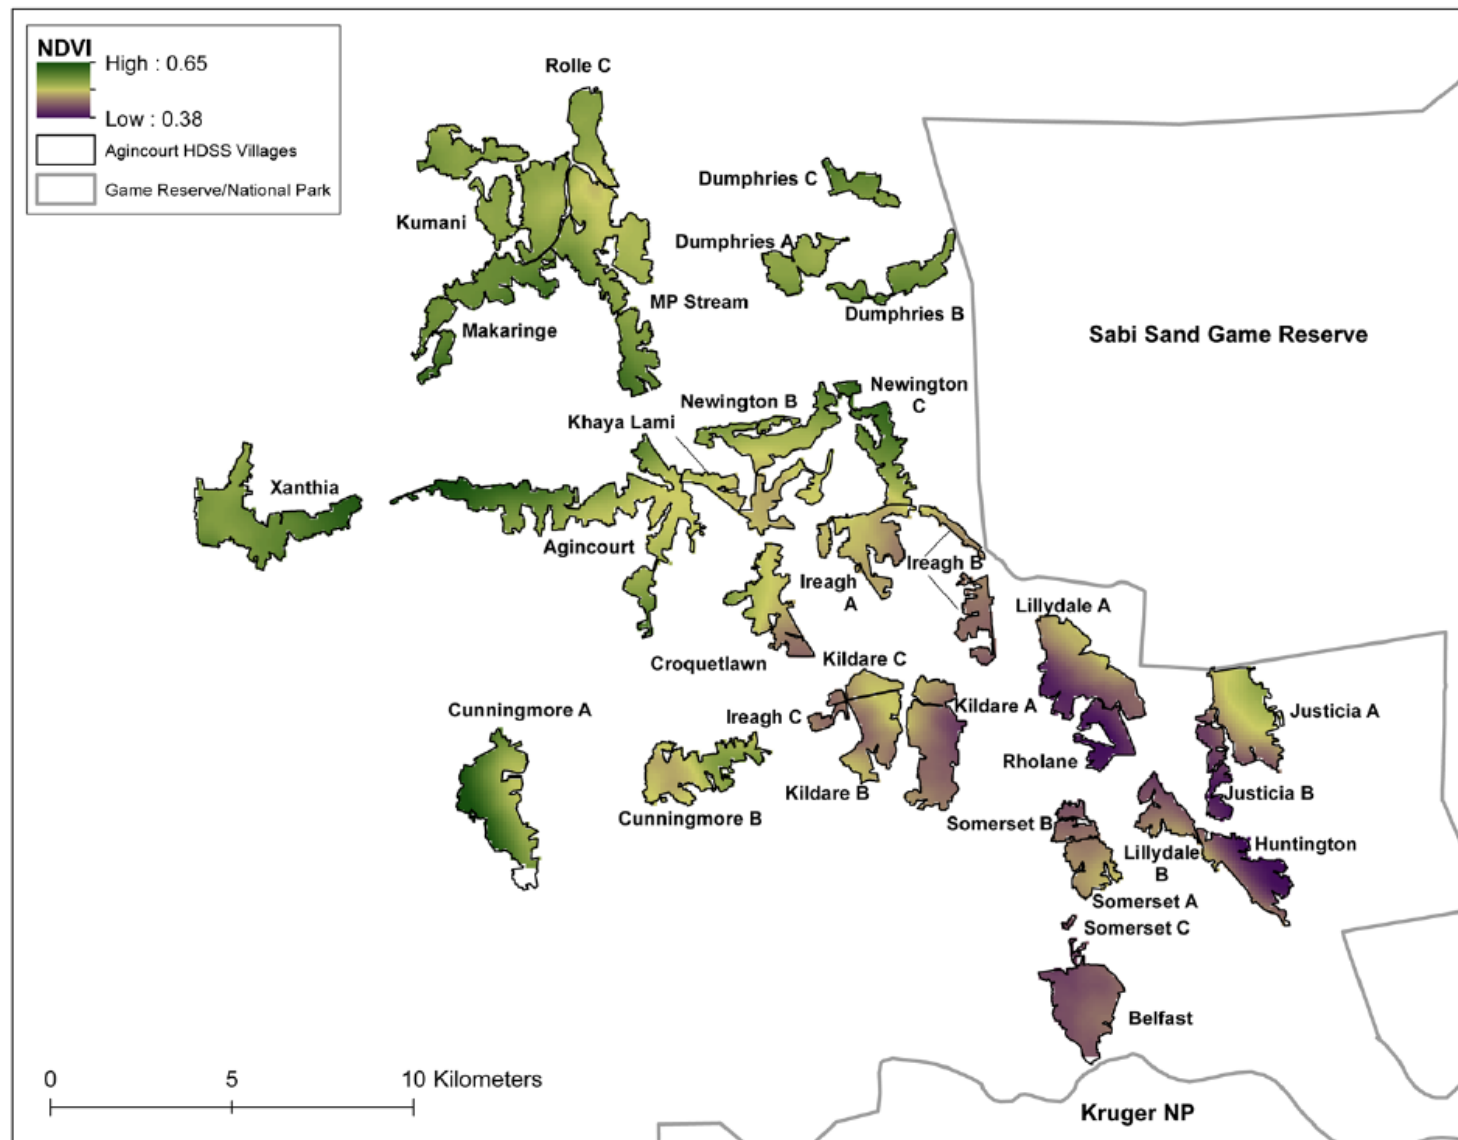 NDVI
High : 0.65
Low : 0.38
Agincourt HDSS Villages
Game Reserve/National Park
Rolle C
Dumphries C
Kumani
Dumphries A
MP Stream
Dumphries B
Makaringe
Sabi Sand Game Reserve
Newington
C
Newington B
Khaya Lami
Xanthia
Agincourt
Ireagh B
Ireagh
A
Lillydale A
Croquetlawn
Kildare C
Cunningmore A
Ireagh C
Kildare A
Justicia A
Rholane
Kildare B
Justicia B
Cunningmore B
Somerset B
Lillydale
B
Huntington
Somerset A
Somerset C
Belfast
0 5 10 Kilometers
Kruger NP